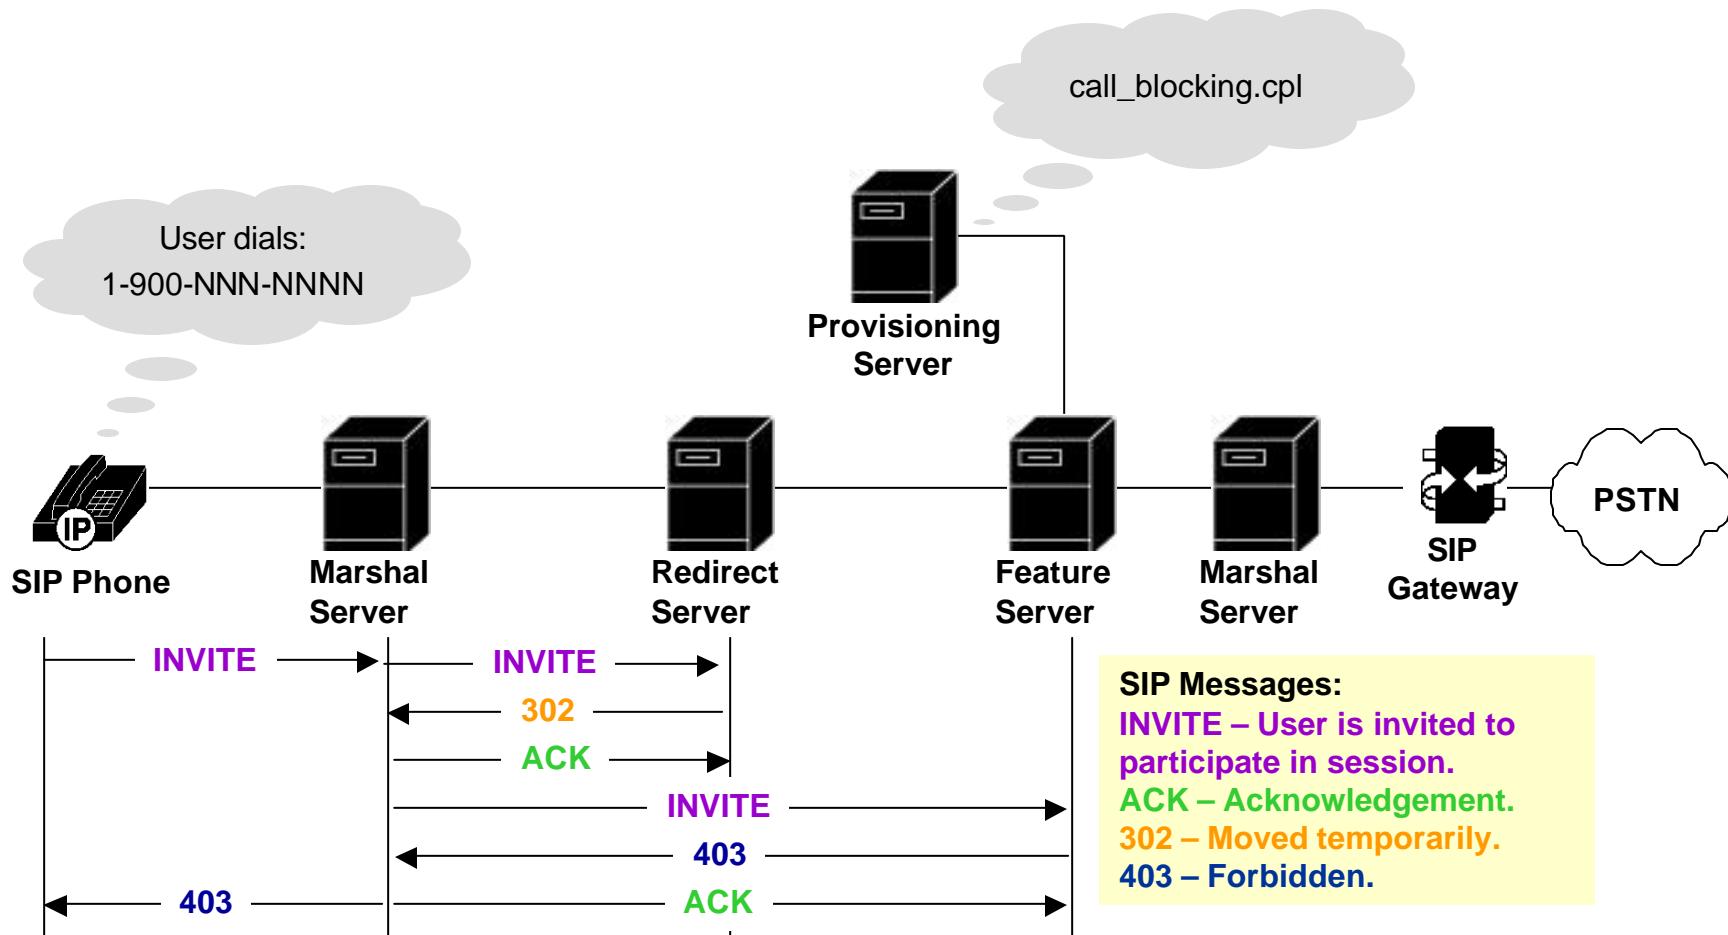 call_blocking.cpl
User dials:
1-900-NNN-NNNN
Provisioning
Server
IP
SIP Phone
Marshal
Server
Redirect
Server
Feature
Server
Marshal
Server
SIP
Gateway
PSTN
INVITE
INVITE
302
ACK
INVITE
403
403
ACK
SIP Messages:
INVITE – User is invited to
participate in session.
ACK – Acknowledgement.
302 – Moved temporarily.
403 – Forbidden.